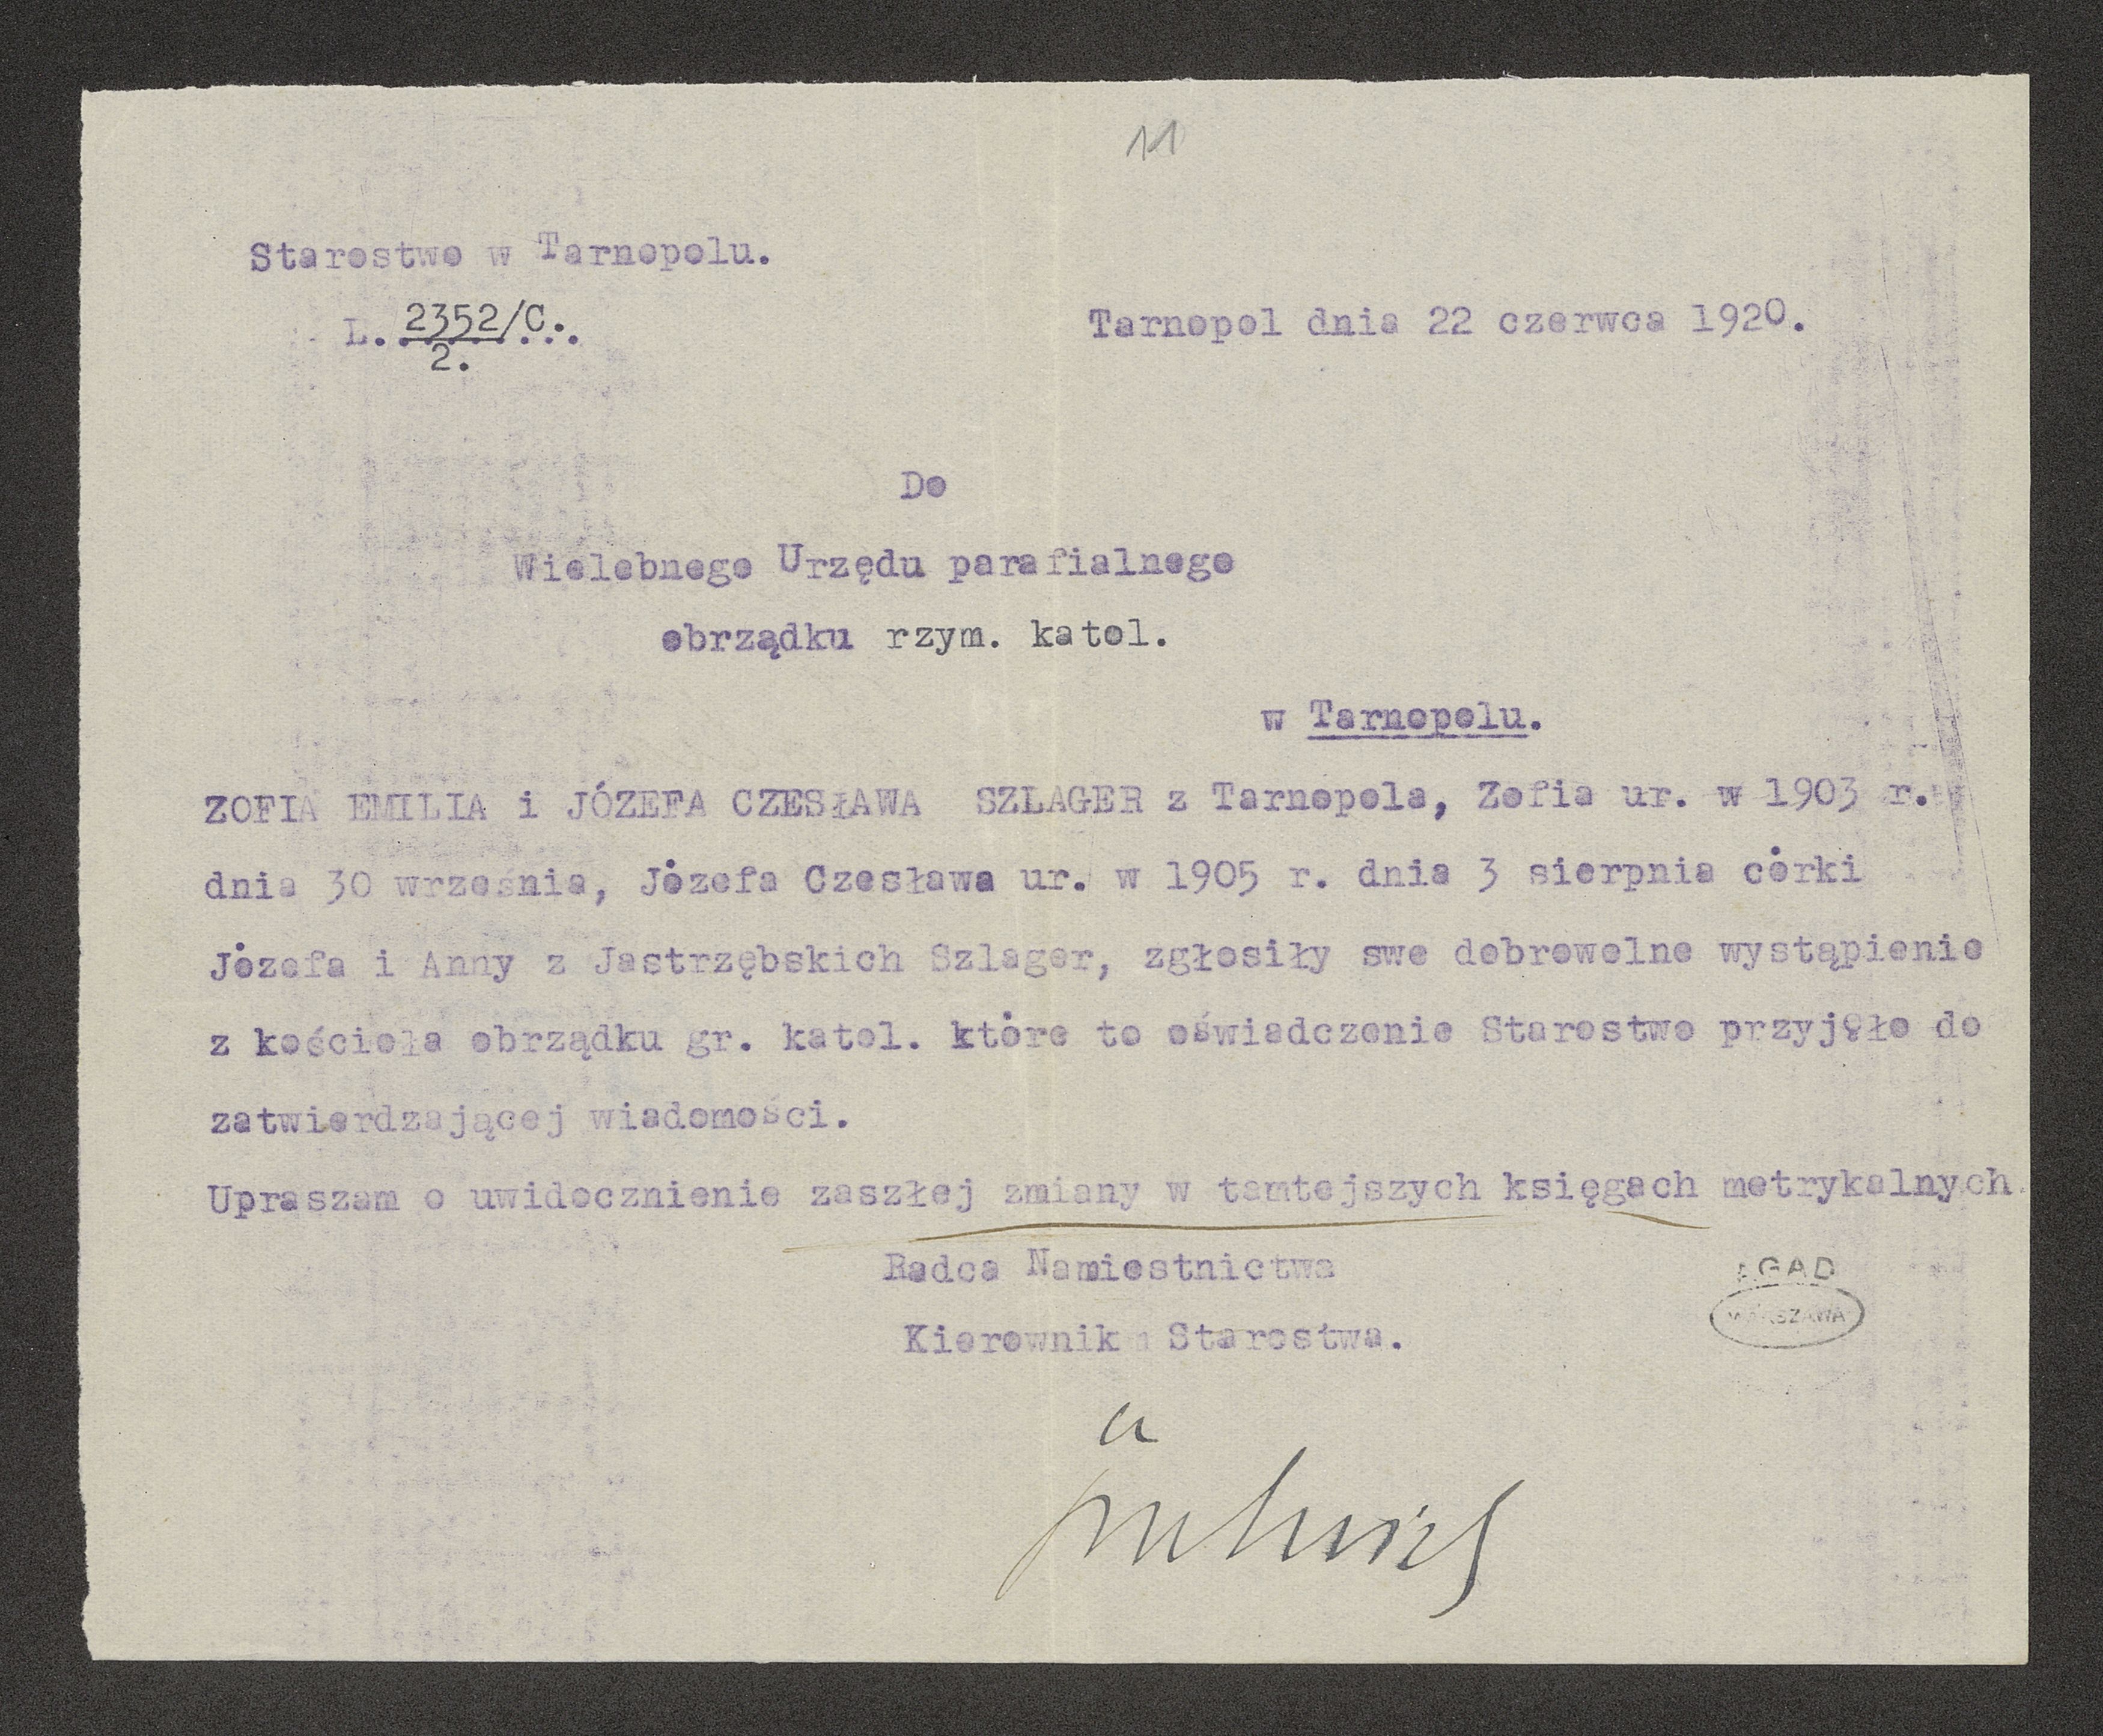 11
Starostwo w Tarnopolu.
L. 2352/C.
2.
Tarnopol dnia 22 czerwca 1920.
Do
Wielebnego Urzędu parafialnego
obrządku rzym. katol.
w Tarnopolu.
ZOFIA EMILIA i JÓZEFA CZESŁAWA SZLAGER z Tarnopola, Zofia ur. w 1903 r.
dnia 30 września, Józefa Czesława ur. w 1905 r. dnia 3 sierpnia córki
Józefa i Anny z Jastrzębskich Szlager, zgłosiły swe dobrowolne wystąpienie
z kościoła obrządku gr. katol. które to oświadczenie Starostwo przyjęło do
zatwierdzającej wiadomości.
Upraszam o uwidocznienie zaszłej zmiany w tamtejszych księgach metrykalnych.
Radca Namiestnictwa
Kierownik Starostwa.
AGAD
WARSZAWA